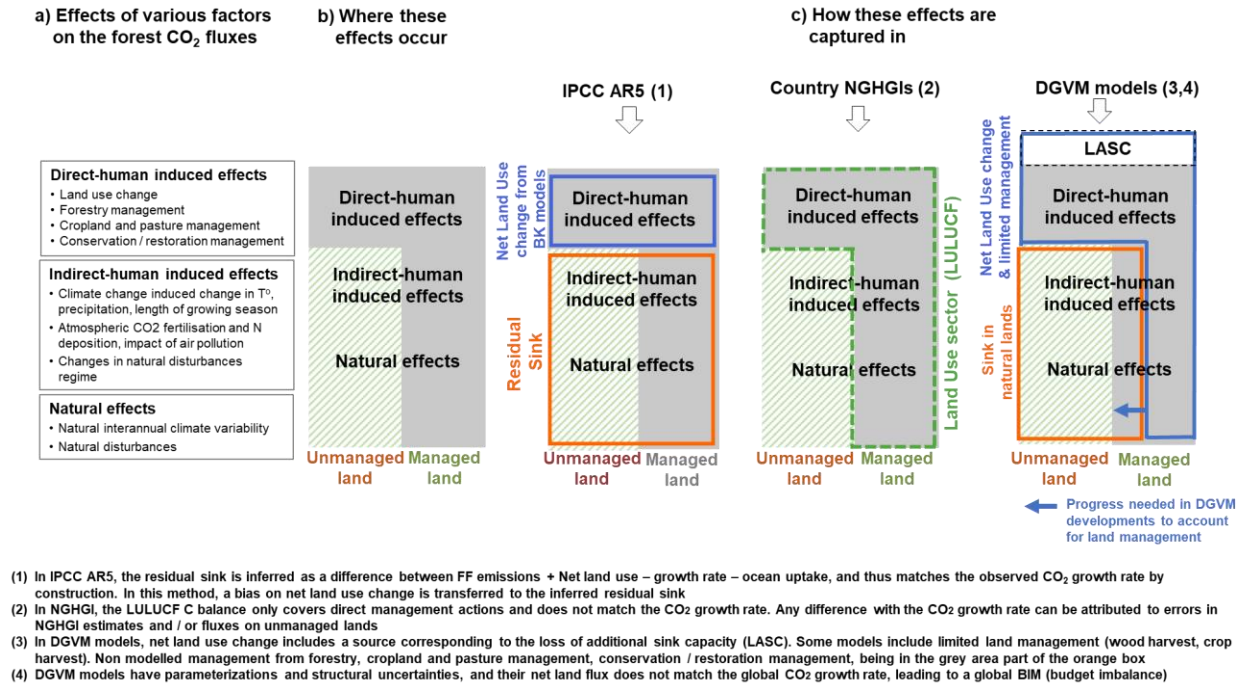 a) Effects of various factors
on the forest CO₂ fluxes
b) Where these
effects occur
c) How these effects are
captured in
IPCC AR5 (1)
Country NGHGIs (2)
DGVM models (3,4)
Direct-human induced effects
• Land use change
• Forestry management
• Cropland and pasture management
• Conservation / restoration management
Indirect-human induced effects
• Climate change induced change in Tº,
precipitation, length of growing season
• Atmospheric CO2 fertilisation and N
deposition, impact of air pollution
• Changes in natural disturbances
regime
Natural effects
• Natural interannual climate variability
• Natural disturbances
Direct-human
induced effects
Indirect-human
induced effects
Natural effects
Unmanaged
land
Managed
land
Net Land Use
change from
BK models
Residual
Sink
Direct-human
induced effects
Indirect-human
induced effects
Natural effects
Unmanaged
land
Managed
land
Direct-human
induced effects
Indirect-human
induced effects
Natural effects
Land Use sector (LULUCF)
Unmanaged
land
Managed
land
Net Land Use change
& limited management
Sink in
natural lands
LASC
Direct-human
induced effects
Indirect-human
induced effects
Natural effects
Unmanaged
land
Managed
land
Progress needed in DGVM
developments to account
for land management
(1) In IPCC AR5, the residual sink is inferred as a difference between FF emissions + Net land use – growth rate – ocean uptake, and thus matches the observed CO₂ growth rate by
construction. In this method, a bias on net land use change is transferred to the inferred residual sink
(2) In NGHGI, the LULUCF C balance only covers direct management actions and does not match the CO₂ growth rate. Any difference with the CO₂ growth rate can be attributed to errors in
NGHGI estimates and / or fluxes on unmanaged lands
(3) In DGVM models, net land use change includes a source corresponding to the loss of additional sink capacity (LASC). Some models include limited land management (wood harvest, crop
harvest). Non modelled management from forestry, cropland and pasture management, conservation / restoration management, being in the grey area part of the orange box
(4) DGVM models have parameterizations and structural uncertainties, and their net land flux does not match the global CO₂ growth rate, leading to a global BIM (budget imbalance)